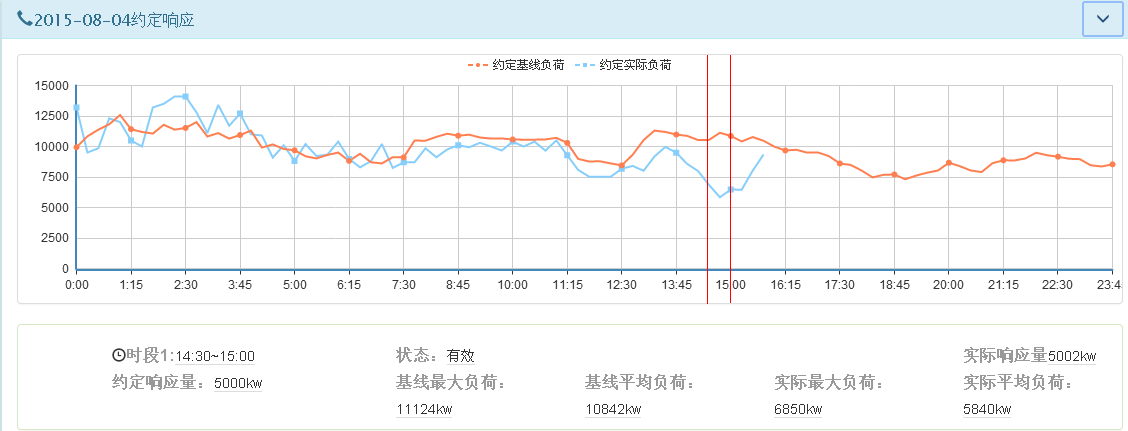 2015-08-04约定响应
约定基线负荷 约定实际负荷
15000
12500
10000
7500
5000
2500
0
0:00 1:15 2:30 3:45 5:00 6:15 7:30 8:45 10:00 11:15 12:30 13:45 15:00 16:15 17:30 18:45 20:00 21:15 22:30 23:45
时段1:14:30~15:00 状态：有效 实际响应量5002kw
约定响应量：5000kw 基线最大负荷： 基线平均负荷： 实际最大负荷： 实际平均负荷：
11124kw 10842kw 6850kw 5840kw